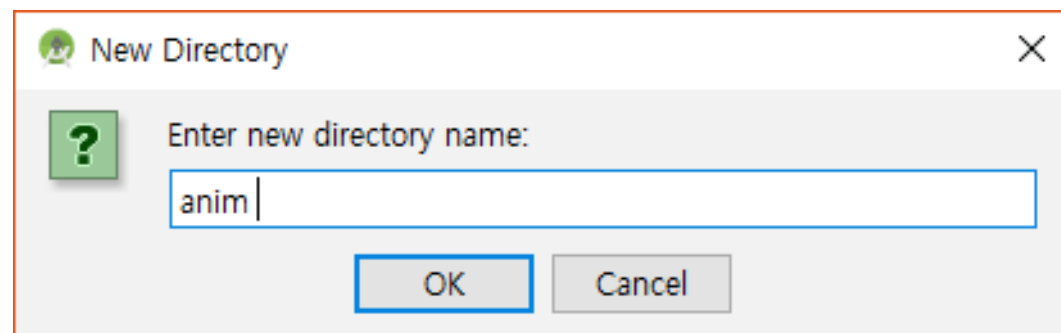 New Directory
Enter new directory name:
anim
OK
Cancel